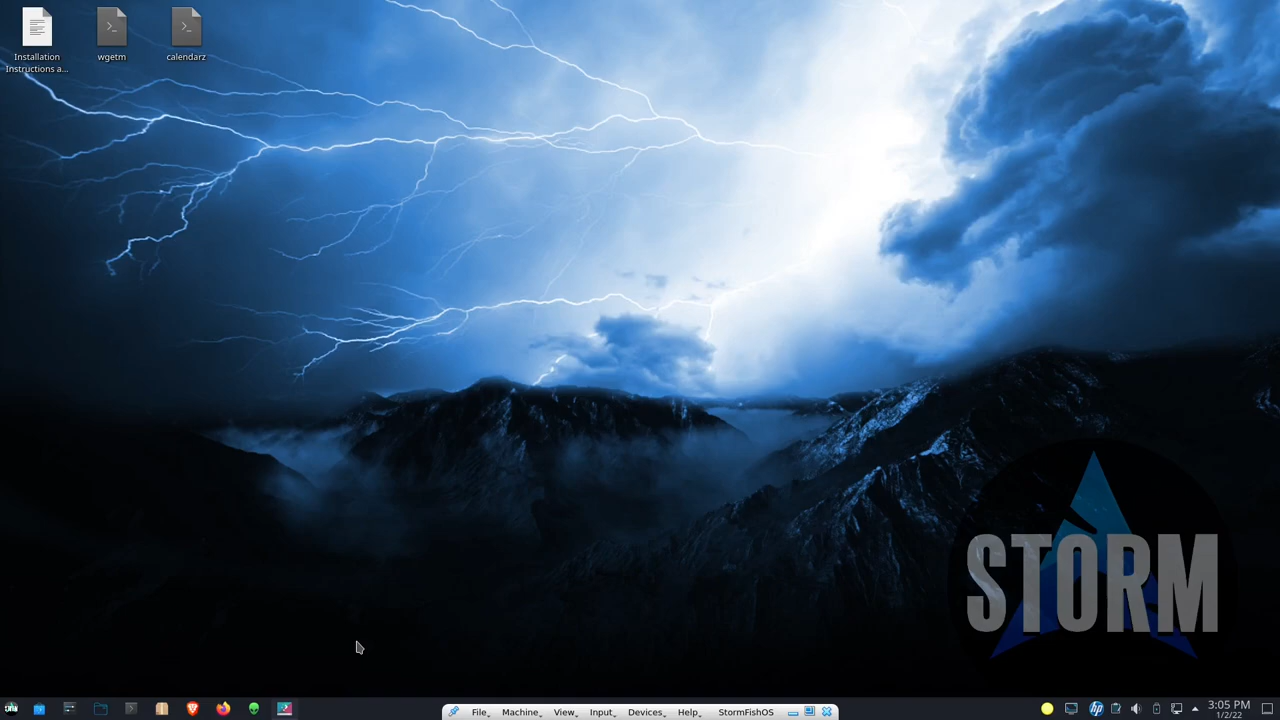 Installation
Instructions a...
wgetm
calendarz
STORM
File
Machine
View
Input
Devices
Help
StormFishOS
3:05 PM
1/2/22